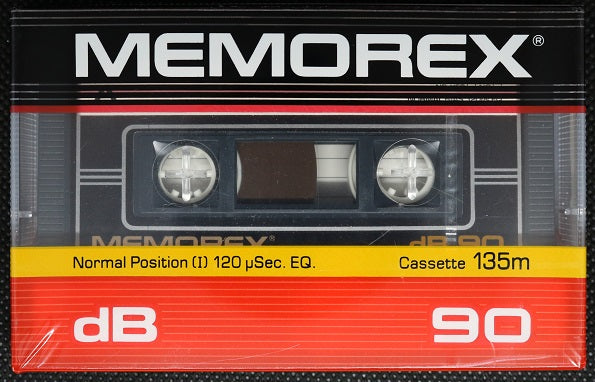 MEMOREX®
MEMOREX® dB 90
Normal Position (I) 120 µSec. EQ. Cassette 135m
dB 90